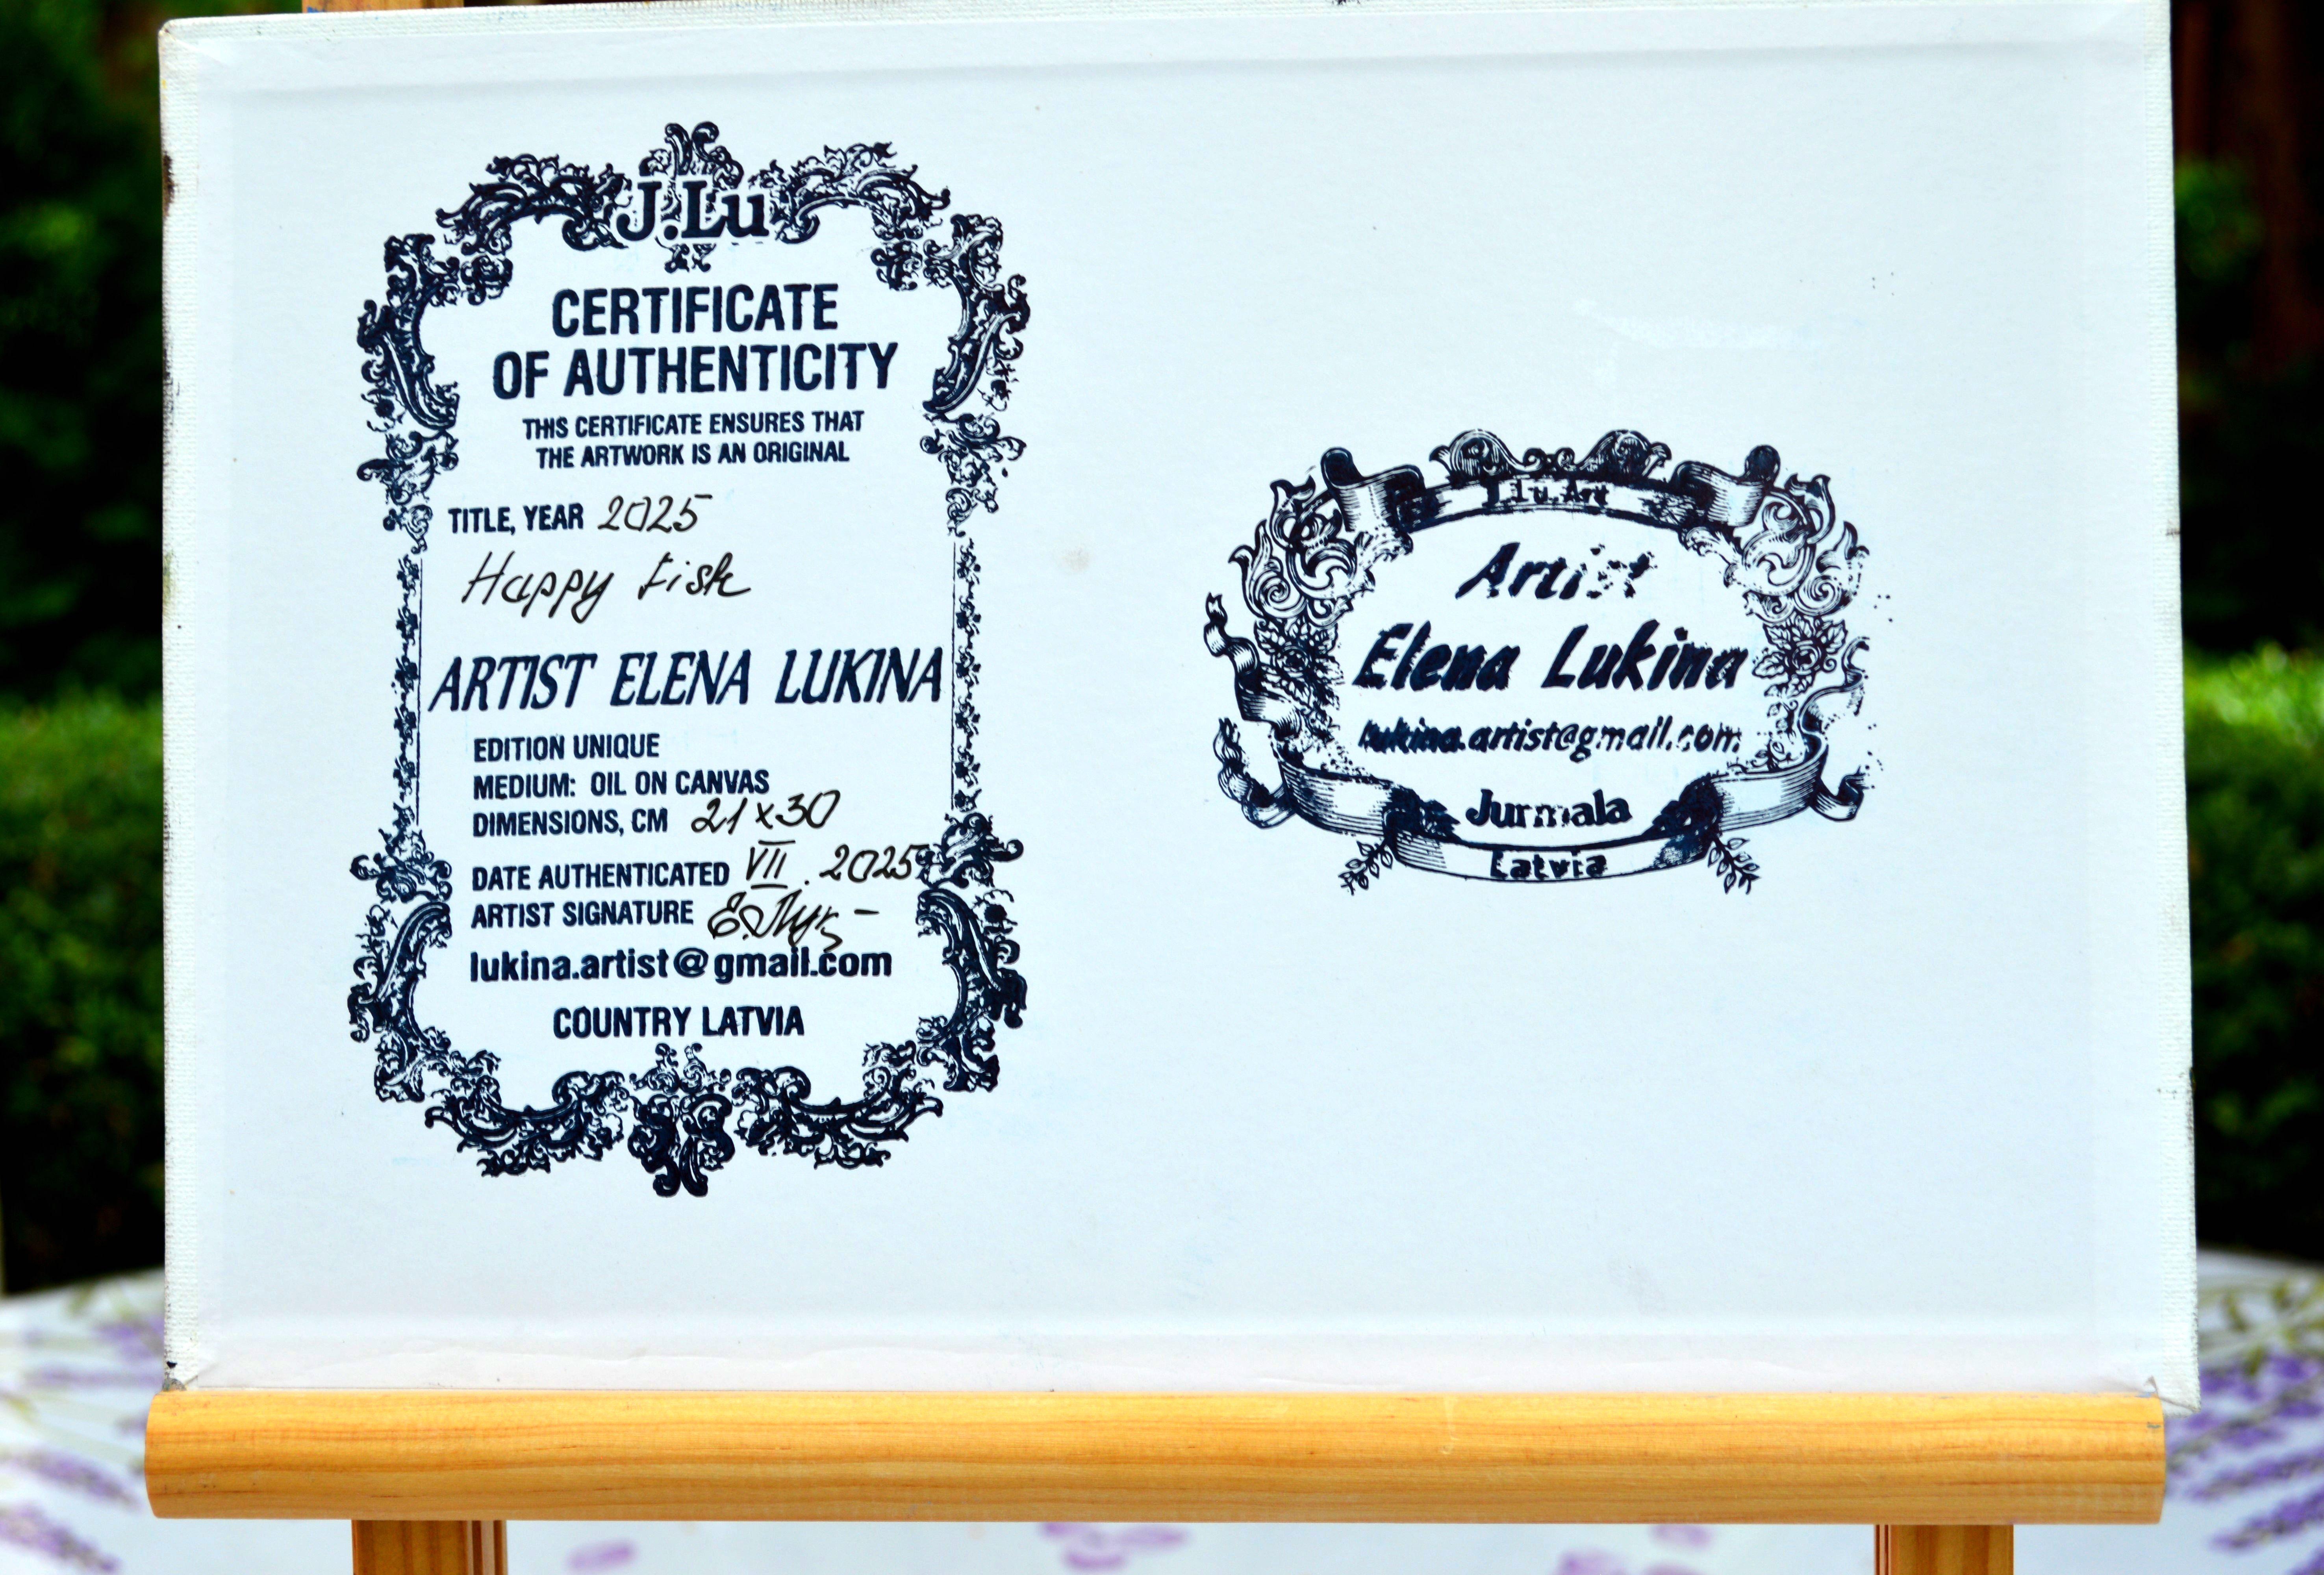 J.Lu
CERTIFICATE
OF AUTHENTICITY
THIS CERTIFICATE ENSURES THAT
THE ARTWORK IS AN ORIGINAL
TITLE, YEAR 2025
Happy Fish
ARTIST ELENA LUKINA
EDITION UNIQUE
MEDIUM: OIL ON CANVAS
DIMENSIONS, CM 21x30
DATE AUTHENTICATED VII. 2025
ARTIST SIGNATURE
lukina.artist@gmail.com
COUNTRY LATVIA
J.Lu.Art
Artist
Elena Lukina
lukina.artist@gmail.com
Jurmala
Latvia